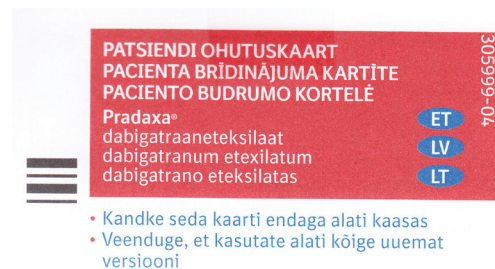 PATSIENDI OHUTUSKAART
PACIENTA BRĪDINĀJUMA KARTĪTE
PACIENTO BUDRUMO KORTELĖ
Pradaxa®
dabigatraaneteksilaat
dabigatranum etexilatum
dabigatrano eteksilatas
ET
LV
LT
305999-04
• Kandke seda kaarti endaga alati kaasas
• Veenduge, et kasutate alati kõige uuemat
versiooni